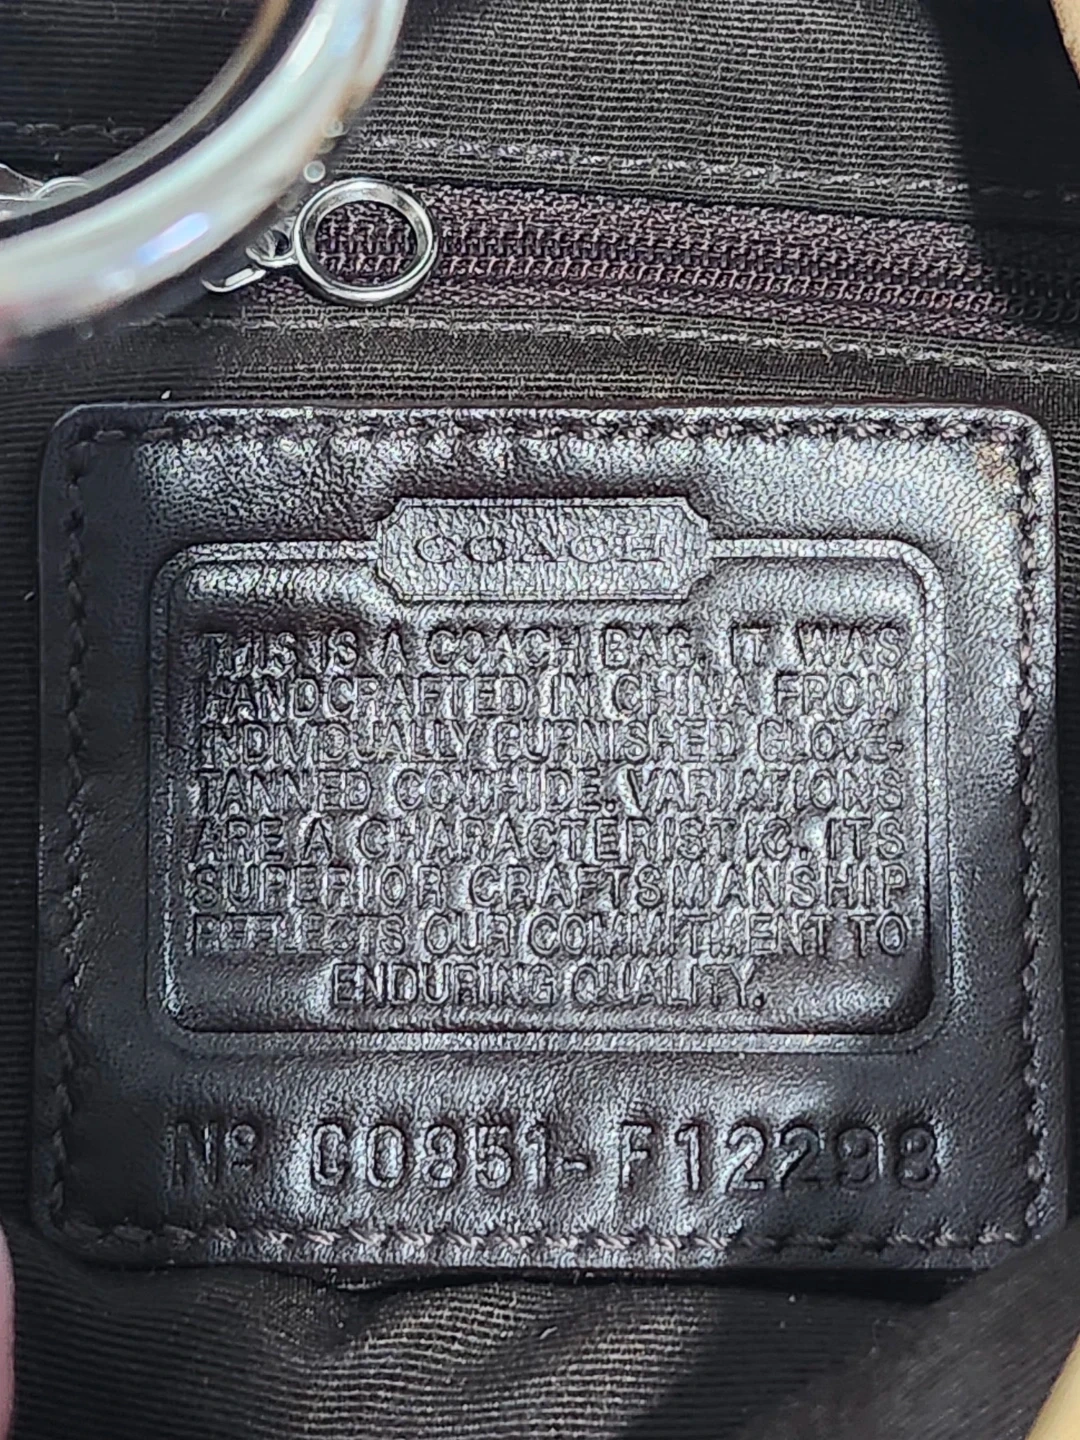 COACH
THIS IS A COACH BAG. IT WAS
HANDCRAFTED IN CHINA FROM
INDIVIDUALLY BURNISHED GLOVE-
TANNED COWHIDE. VARIATIONS
ARE A CHARACTERISTIC. ITS
SUPERIOR CRAFTSMANSHIP
REFLECTS OUR COMMITMENT TO
ENDURING QUALITY.
Nº G0851-F12298